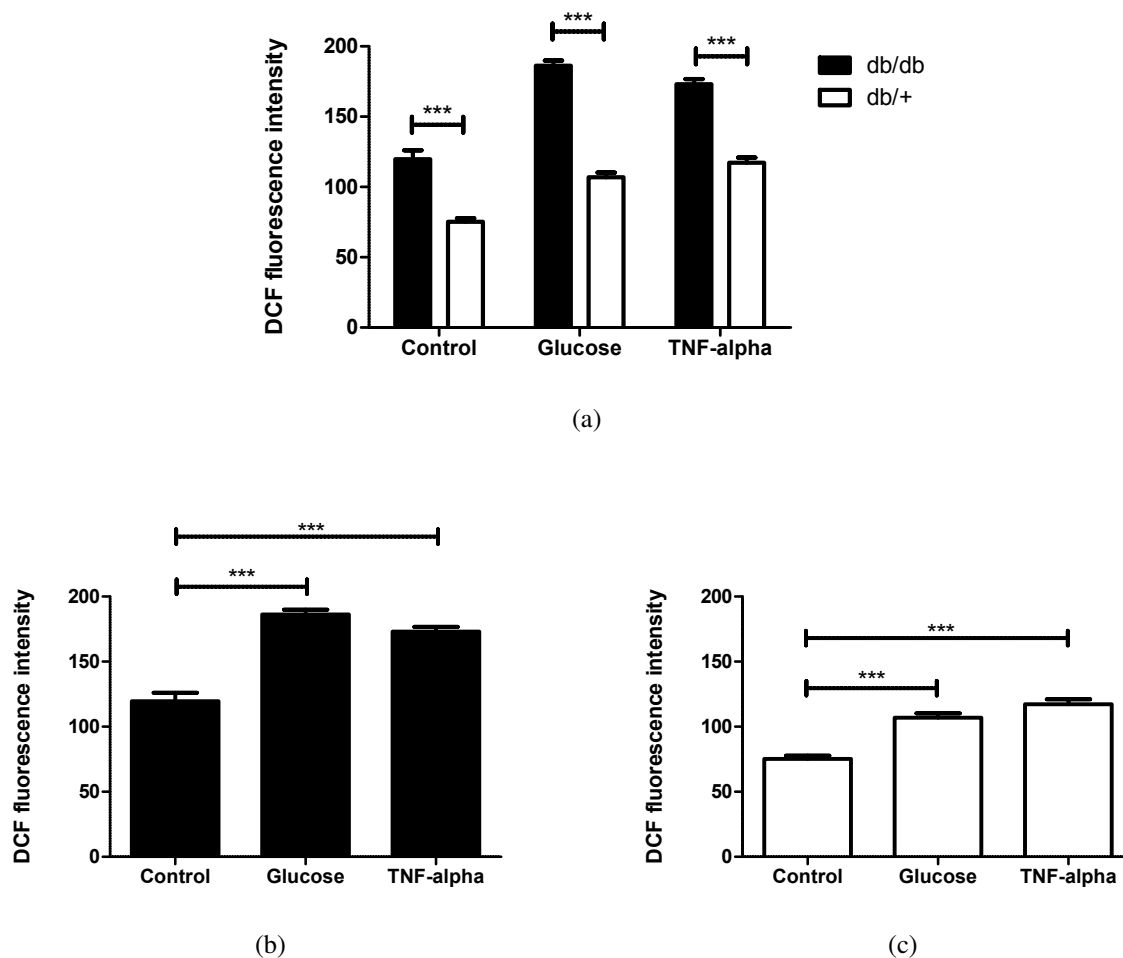 ***
***
***
200
150
100
50
0
DCF fluorescence intensity
Control
Glucose
TNF-alpha
db/db
db/+
(a)
***
***
200
150
100
50
0
DCF fluorescence intensity
Control
Glucose
TNF-alpha
(b)
***
***
200
150
100
50
0
DCF fluorescence intensity
Control
Glucose
TNF-alpha
(c)